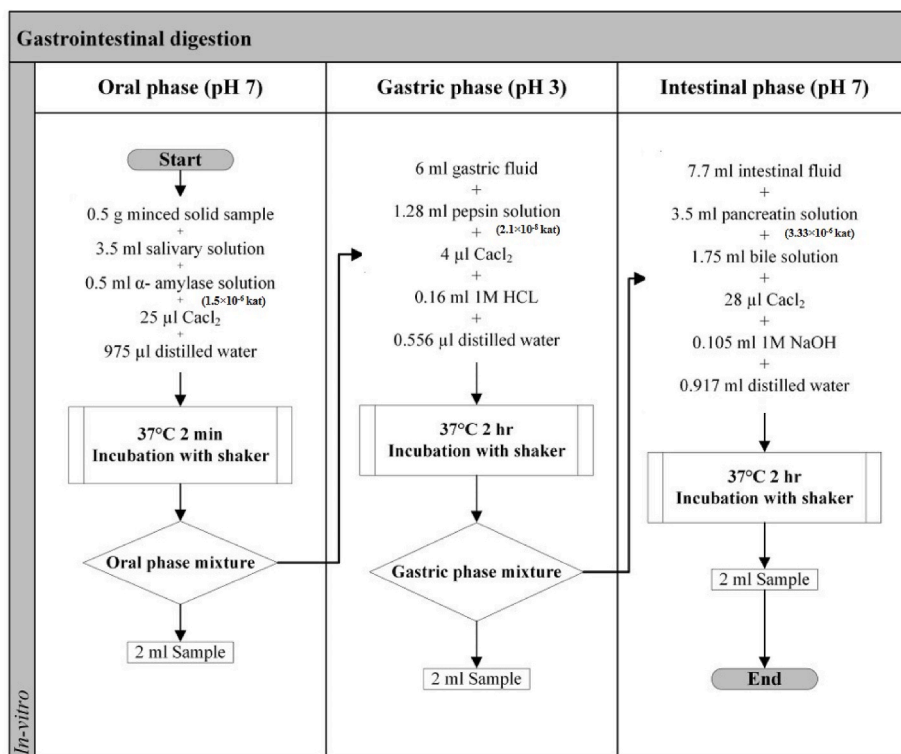 Gastrointestinal digestion
In-vitro
Oral phase (pH 7)
Start
0.5 g minced solid sample
+
3.5 ml salivary solution
+
0.5 ml α- amylase solution
+ (1.5×10⁻⁶ kat)
25 µl Cacl₂
+
975 µl distilled water
37°C 2 min
Incubation with shaker
Oral phase mixture
2 ml Sample
Gastric phase (pH 3)
6 ml gastric fluid
+
1.28 ml pepsin solution
+ (2.1×10⁻⁸ kat)
4 µl Cacl₂
+
0.16 ml 1M HCL
+
0.556 µl distilled water
37°C 2 hr
Incubation with shaker
Gastric phase mixture
2 ml Sample
Intestinal phase (pH 7)
7.7 ml intestinal fluid
+
3.5 ml pancreatin solution
+ (3.33×10⁻⁶ kat)
1.75 ml bile solution
+
28 µl Cacl₂
+
0.105 ml 1M NaOH
+
0.917 ml distilled water
37°C 2 hr
Incubation with shaker
2 ml Sample
End